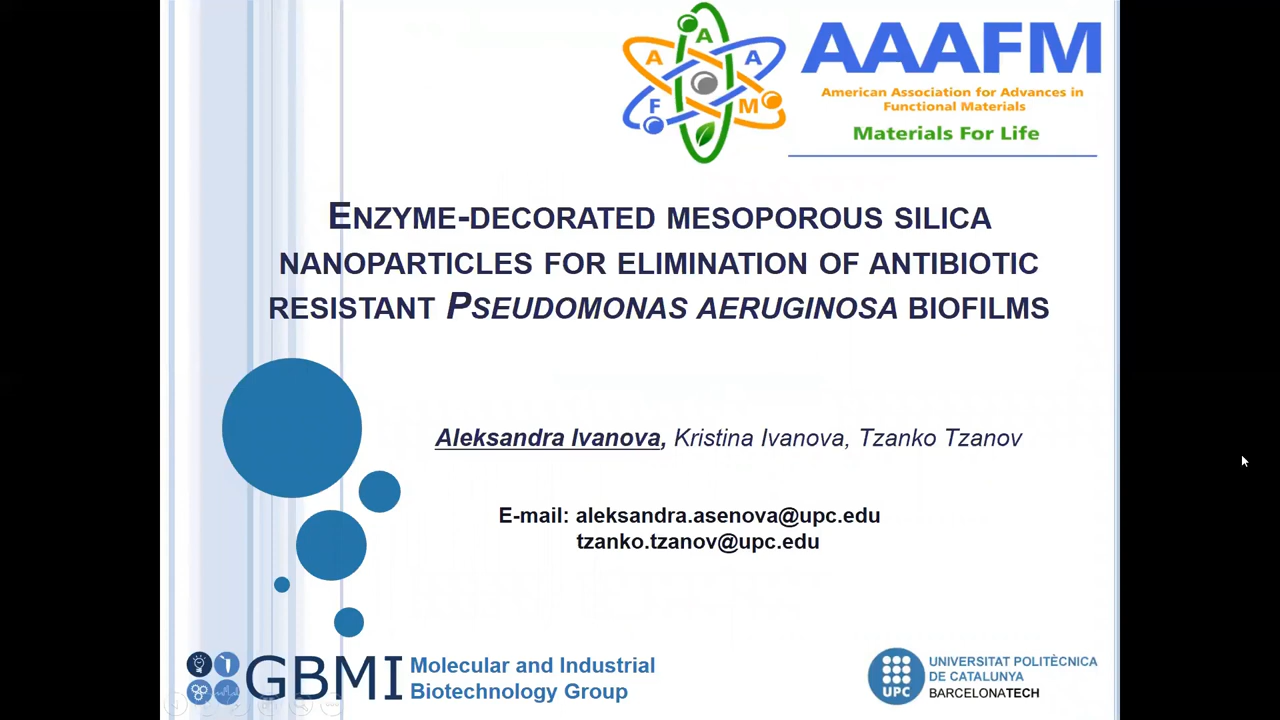 A
A
A
F
M
AAAFM
American Association for Advances in
Functional Materials
Materials For Life
ENZYME-DECORATED MESOPOROUS SILICA
NANOPARTICLES FOR ELIMINATION OF ANTIBIOTIC
RESISTANT PSEUDOMONAS AERUGINOSA BIOFILMS
Aleksandra Ivanova, Kristina Ivanova, Tzanko Tzanov
E-mail: aleksandra.asenova@upc.edu
tzanko.tzanov@upc.edu
GBMI
Molecular and Industrial
Biotechnology Group
UPC
UNIVERSITAT POLITÈCNICA
DE CATALUNYA
BARCELONATECH